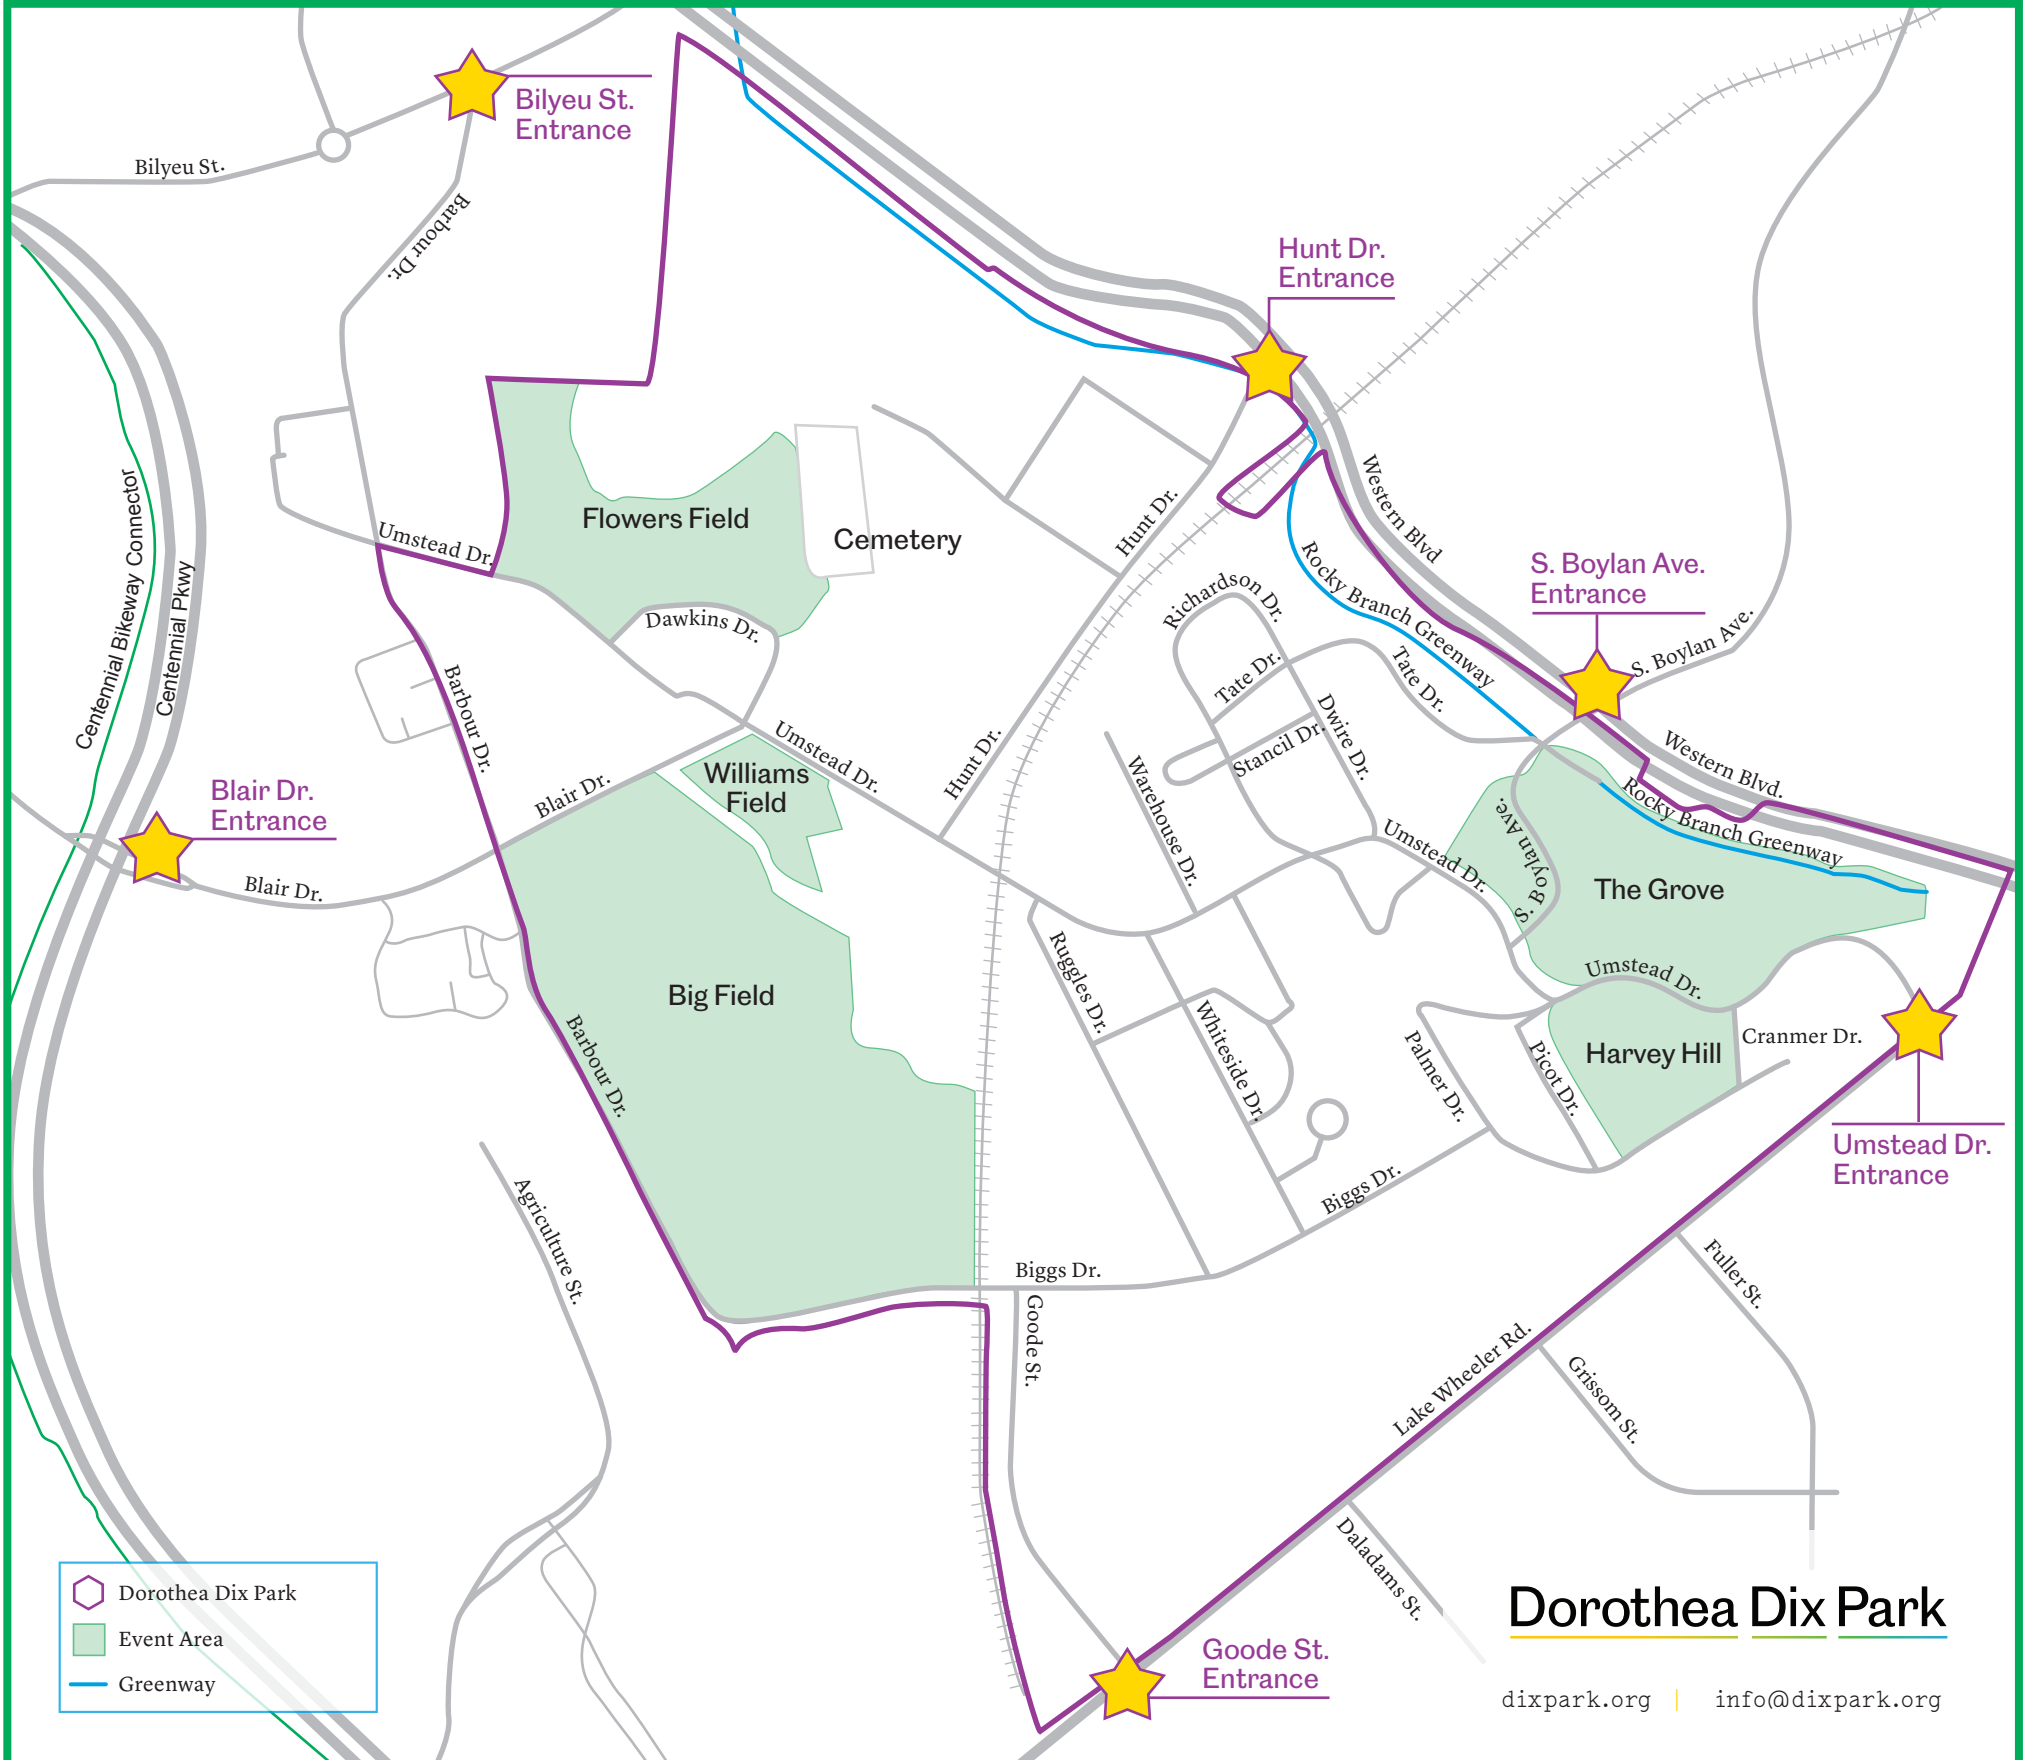 Bilyeu St.
Entrance
Bilyeu St.
Barbour Dr.
Hunt Dr.
Entrance
Centennial Bikeway Connector
Centennial Pkwy
Umstead Dr.
Flowers Field
Cemetery
Hunt Dr.
Western Blvd
S. Boylan Ave.
Entrance
S. Boylan Ave.
Rocky Branch Greenway
Richardson Dr.
Dawkins Dr.
Tate Dr.
Tate Dr.
Barbour Dr.
Dwire Dr.
Stancil Dr.
Umstead Dr.
Hunt Dr.
Warehouse Dr.
Western Blvd.
Williams
Field
Blair Dr.
Blair Dr.
Entrance
Blair Dr.
Rocky Branch Greenway
S. Boylan Ave.
Umstead Dr.
The Grove
Big Field
Ruggles Dr.
Whiteside Dr.
Umstead Dr.
Barbour Dr.
Palmer Dr.
Picot Dr.
Harvey Hill
Cranmer Dr.
Umstead Dr.
Entrance
Agriculture St.
Biggs Dr.
Biggs Dr.
Goode St.
Fuller St.
Lake Wheeler Rd.
Grissom St.
Daladams St.
Goode St.
Entrance
Dorothea Dix Park
Event Area
Greenway
Dorothea Dix Park
dixpark.org | info@dixpark.org